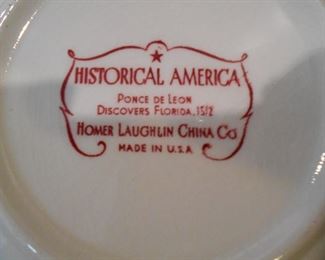 HISTORICAL AMERICA
PONCE DE LEON
DISCOVERS FLORIDA, 1512
HOMER LAUGHLIN CHINA CO
MADE IN U.S.A